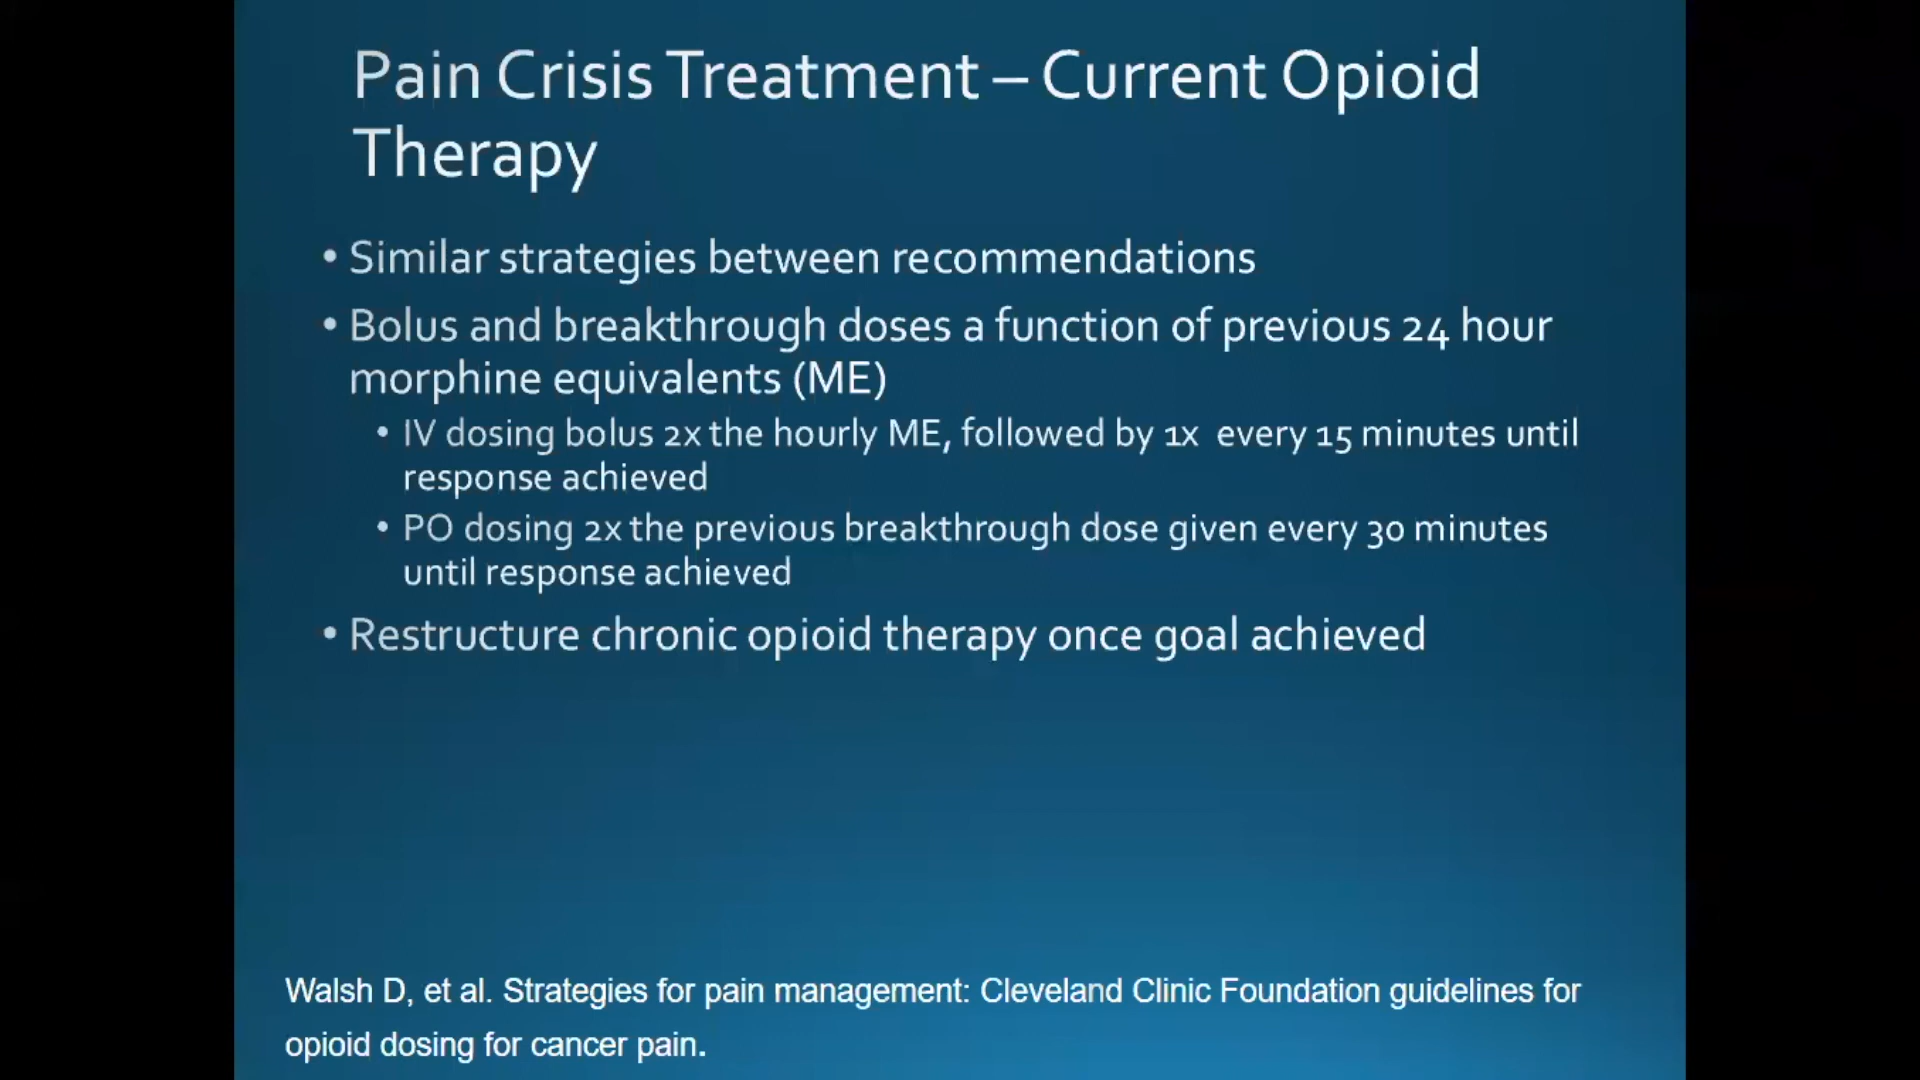 Pain Crisis Treatment – Current Opioid
Therapy
• Similar strategies between recommendations
• Bolus and breakthrough doses a function of previous 24 hour
morphine equivalents (ME)
• IV dosing bolus 2x the hourly ME, followed by 1x every 15 minutes until
response achieved
• PO dosing 2x the previous breakthrough dose given every 30 minutes
until response achieved
• Restructure chronic opioid therapy once goal achieved
Walsh D, et al. Strategies for pain management: Cleveland Clinic Foundation guidelines for
opioid dosing for cancer pain.